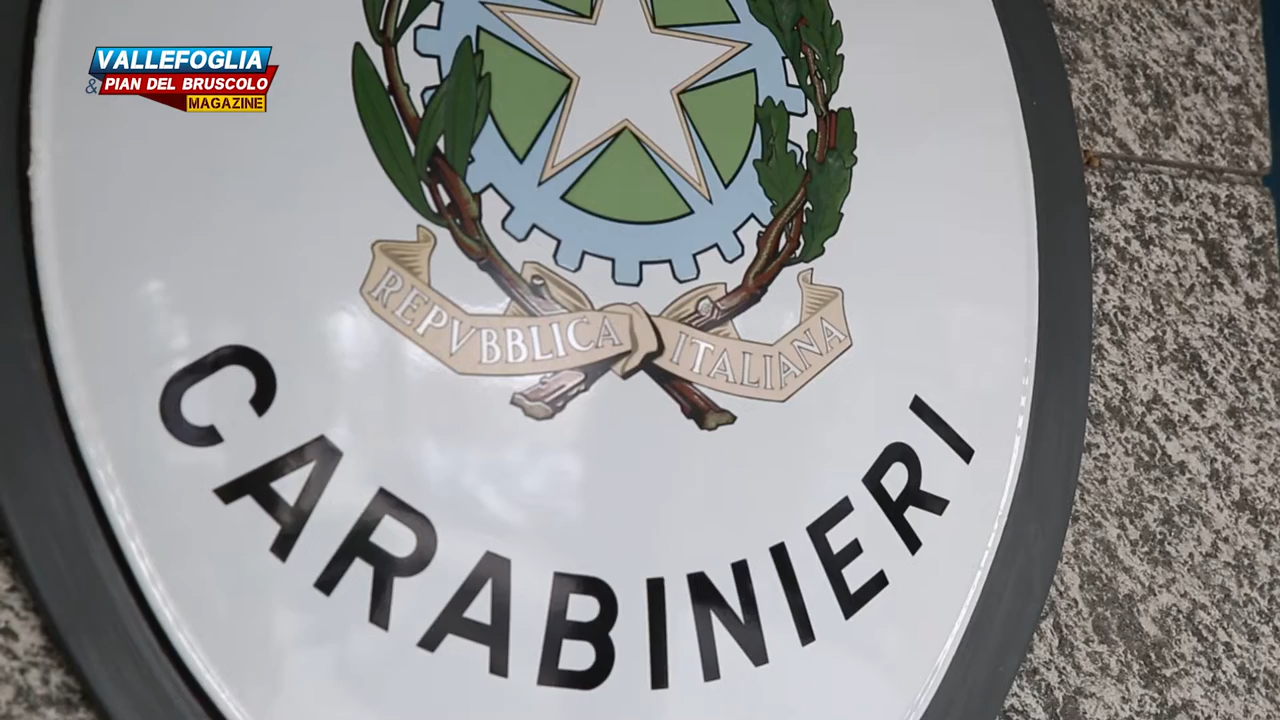 VALLEFOGLIA
& PIAN DEL BRUSCOLO
MAGAZINE
REPVBBLICA ITALIANA
CARABINIERI